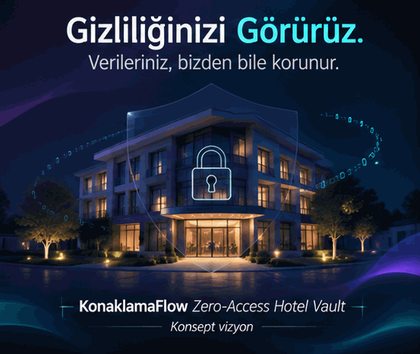 Gizliliğinizi Görürüz.
Verileriniz, bizden bile korunur.
KonaklamaFlow Zero-Access Hotel Vault
Konsept vizyon